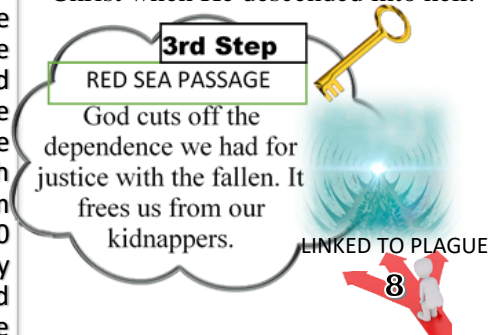 Christ when He descended into hell.
3rd Step
RED SEA PASSAGE
God cuts off the
dependence we had for
justice with the fallen. It
frees us from our
kidnappers.
LINKED TO PLAGUE
8